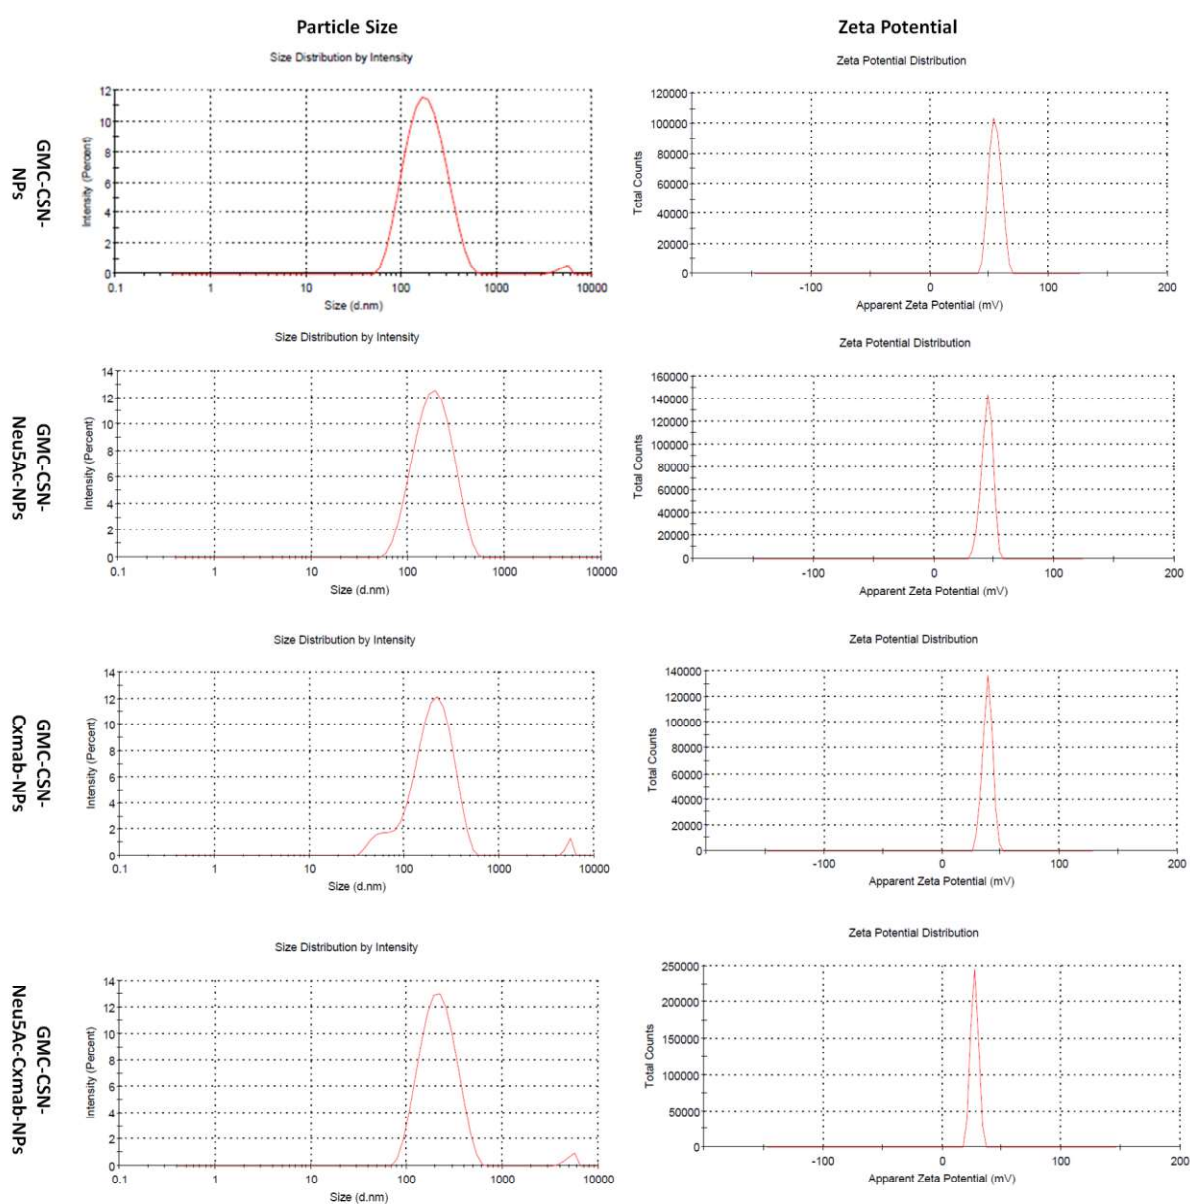 Particle Size
Zeta Potential
GMC-CSN-
NPs
Size Distribution by Intensity
Intensity (Percent)
12
10
8
6
4
2
0
0.1
1
10
100
1000
10000
Size (d.nm)
Zeta Potential Distribution
Total Counts
120000
100000
80000
60000
40000
20000
0
-100
0
100
200
Apparent Zeta Potential (mV)
GMC-CSN-
Neu5Ac-NPs
Size Distribution by Intensity
Intensity (Percent)
14
12
10
8
6
4
2
0
0.1
1
10
100
1000
10000
Size (d.nm)
Zeta Potential Distribution
Total Counts
160000
140000
120000
100000
80000
60000
40000
20000
0
-100
0
100
200
Apparent Zeta Potential (mV)
GMC-CSN-
Cxmab-NPs
Size Distribution by Intensity
Intensity (Percent)
14
12
10
8
6
4
2
0
0.1
1
10
100
1000
10000
Size (d.nm)
Zeta Potential Distribution
Total Counts
140000
120000
100000
80000
60000
40000
20000
0
-100
0
100
200
Apparent Zeta Potential (mV)
GMC-CSN-
Neu5Ac-Cxmab-NPs
Size Distribution by Intensity
Intensity (Percent)
14
12
10
8
6
4
2
0
0.1
1
10
100
1000
10000
Size (d.nm)
Zeta Potential Distribution
Total Counts
250000
200000
150000
100000
50000
0
-100
0
100
200
Apparent Zeta Potential (mV)